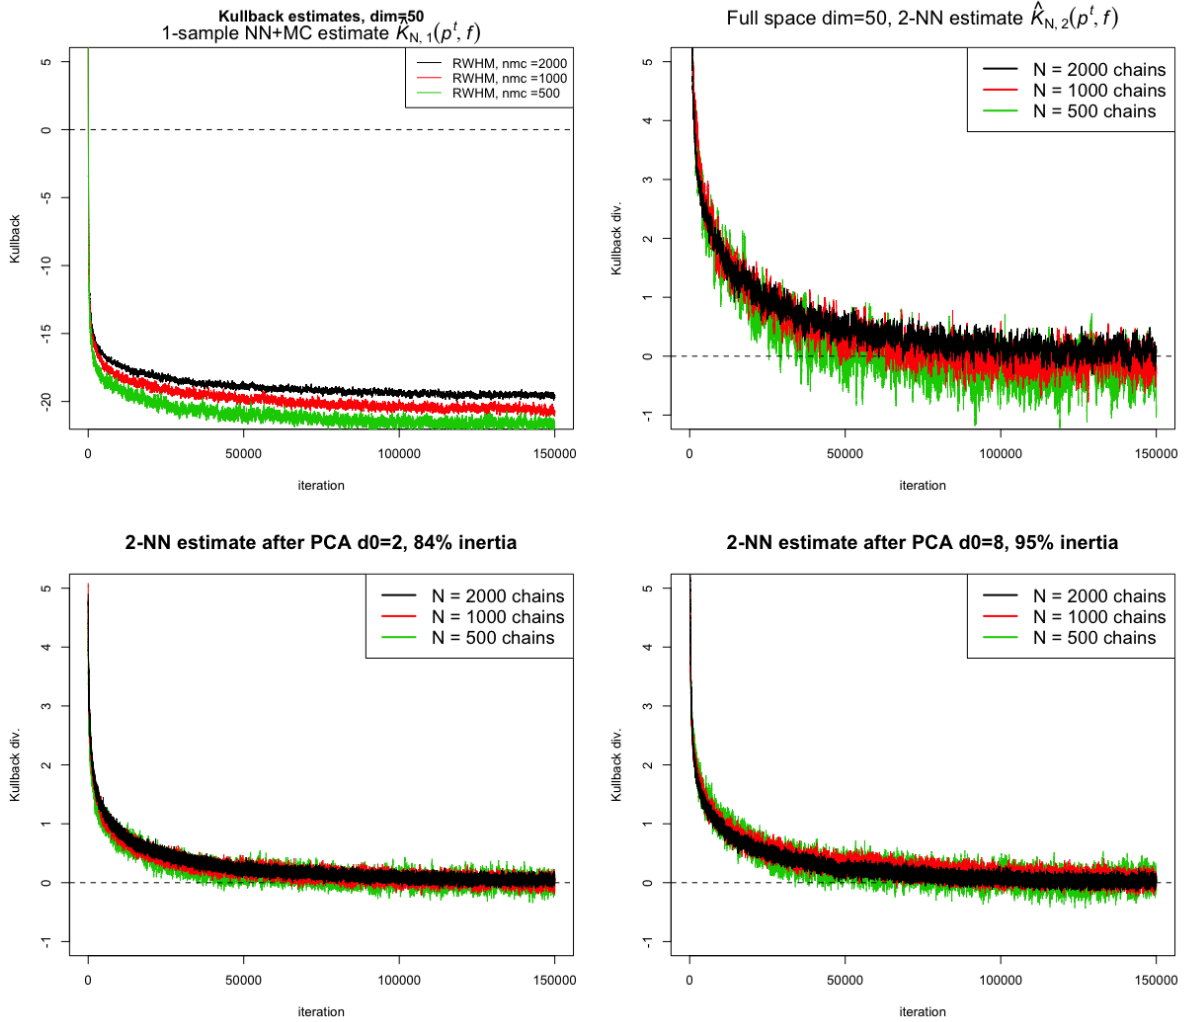 Kullback estimates, dim=50
1-sample NN+MC estimate K̂N, 1(pᵗ, f)
RWHM, nmc =2000
RWHM, nmc =1000
RWHM, nmc =500
Kullback
5
0
-5
-10
-15
-20
0
50000
100000
150000
iteration
Full space dim=50, 2-NN estimate K̂N, 2(pᵗ, f)
N = 2000 chains
N = 1000 chains
N = 500 chains
Kullback div.
5
4
3
2
1
0
-1
0
50000
100000
150000
iteration
2-NN estimate after PCA d0=2, 84% inertia
N = 2000 chains
N = 1000 chains
N = 500 chains
Kullback div.
5
4
3
2
1
0
-1
0
50000
100000
150000
iteration
2-NN estimate after PCA d0=8, 95% inertia
N = 2000 chains
N = 1000 chains
N = 500 chains
Kullback div.
5
4
3
2
1
0
-1
0
50000
100000
150000
iteration